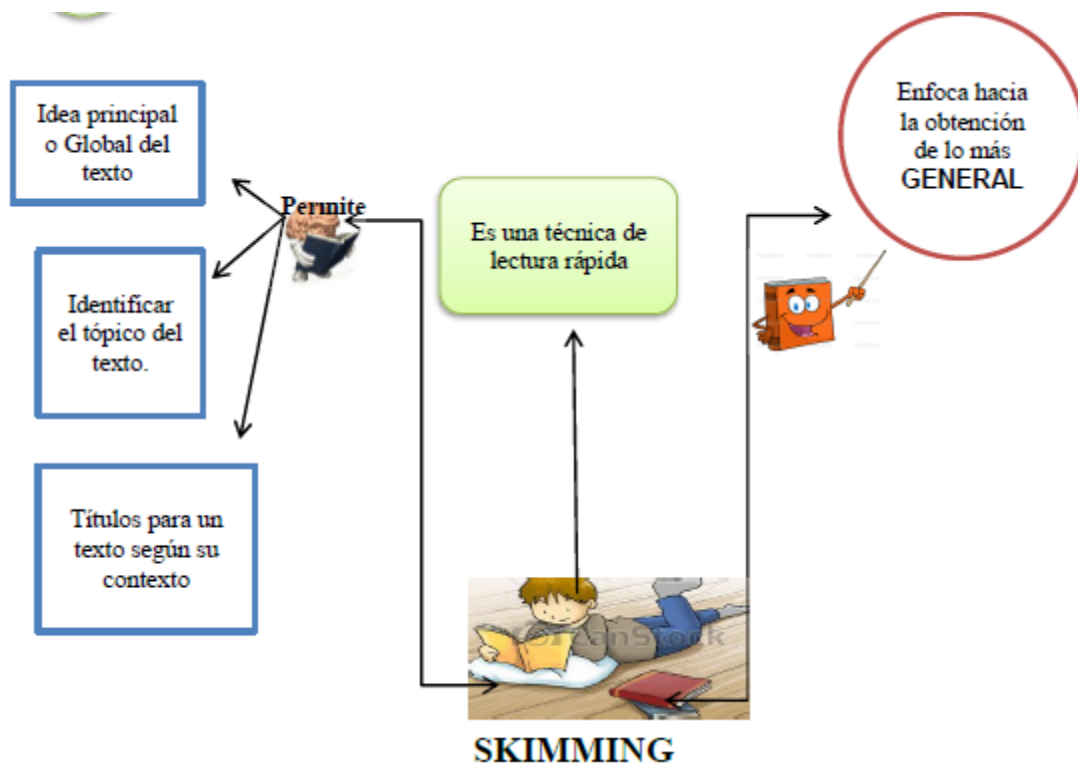 Idea principal
o Global del
texto
Permite
Identificar
el tópico del
texto.
Títulos para un
texto según su
contexto
Es una técnica de
lectura rápida
Enfoca hacia
la obtención
de lo más
GENERAL
CanStock
SKIMMING